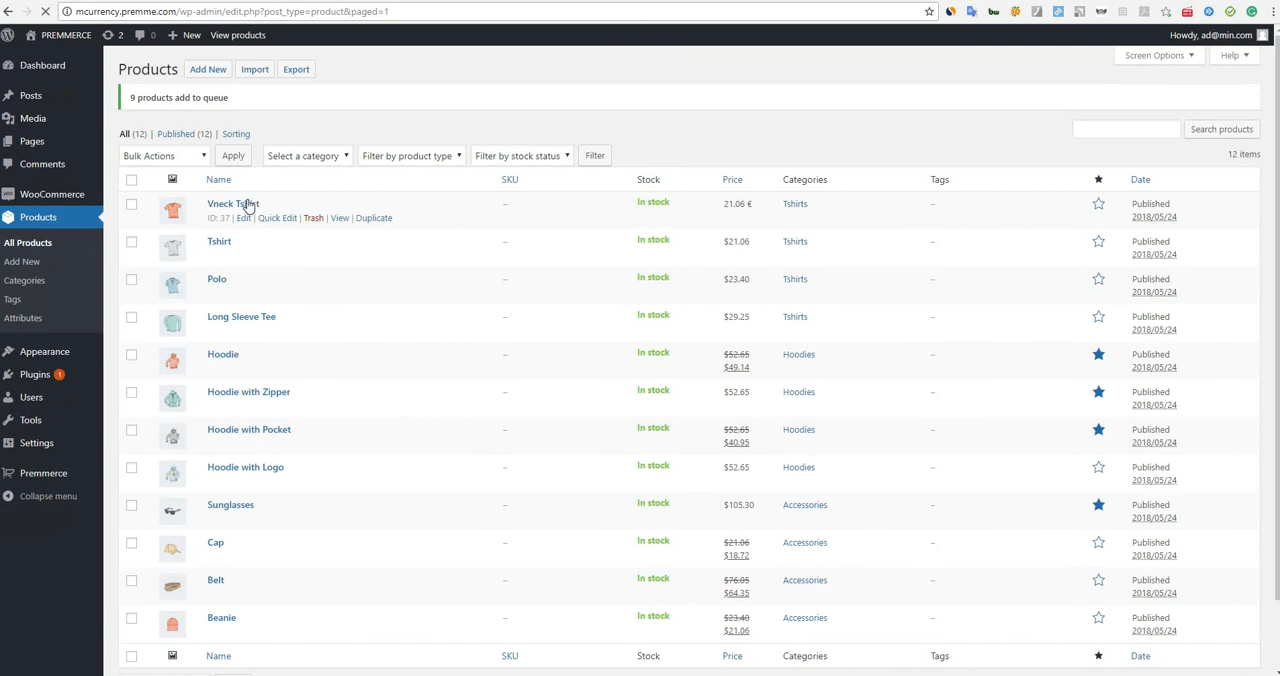 mcurrency.premme.com/wp-admin/edit.php?post_type=product&paged=1
PREMMERCE 2 0 New View products Howdy, ad@min.com
Dashboard
Posts
Media
Pages
Comments
WooCommerce
Products
All Products
Add New
Categories
Tags
Attributes
Appearance
Plugins 1
Users
Tools
Settings
Premmerce
Collapse menu
Screen Options Help
Products Add New Import Export
9 products add to queue
All (12) | Published (12) | Sorting
Search products
Bulk Actions Apply Select a category Filter by product type Filter by stock status Filter 12 items
Name SKU Stock Price Categories Tags Date
Vneck Tshirt – In stock 21.06 € Tshirts – Published
ID: 37 | Edit | Quick Edit | Trash | View | Duplicate 2018/05/24
Tshirt – In stock $21.06 Tshirts – Published
2018/05/24
Polo – In stock $23.40 Tshirts – Published
2018/05/24
Long Sleeve Tee – In stock $29.25 Tshirts – Published
2018/05/24
Hoodie – In stock $52.65 Hoodies – Published
$49.14 2018/05/24
Hoodie with Zipper – In stock $52.65 Hoodies – Published
2018/05/24
Hoodie with Pocket – In stock $52.65 Hoodies – Published
$40.95 2018/05/24
Hoodie with Logo – In stock $52.65 Hoodies – Published
2018/05/24
Sunglasses – In stock $105.30 Accessories – Published
2018/05/24
Cap – In stock $21.06 Accessories – Published
$18.72 2018/05/24
Belt – In stock $76.05 Accessories – Published
$64.35 2018/05/24
Beanie – In stock $23.40 Accessories – Published
$21.06 2018/05/24
Name SKU Stock Price Categories Tags Date